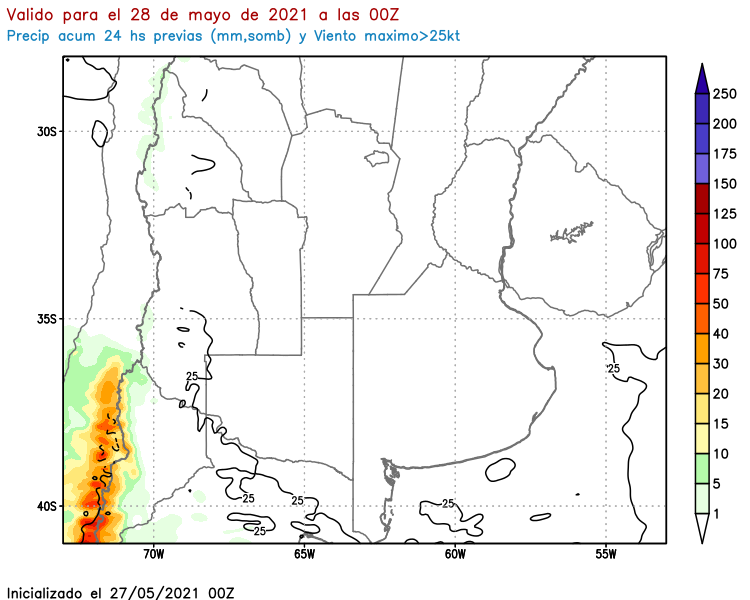 Valido para el 28 de mayo de 2021 a las 00Z
Precip acum 24 hs previas (mm,somb) y Viento maximo>25kt
250
200
175
150
125
100
75
50
40
30
20
15
10
5
1
30S
35S
40S
25
25
25
25
25
25
70W
65W
60W
55W
Inicializado el 27/05/2021 00Z